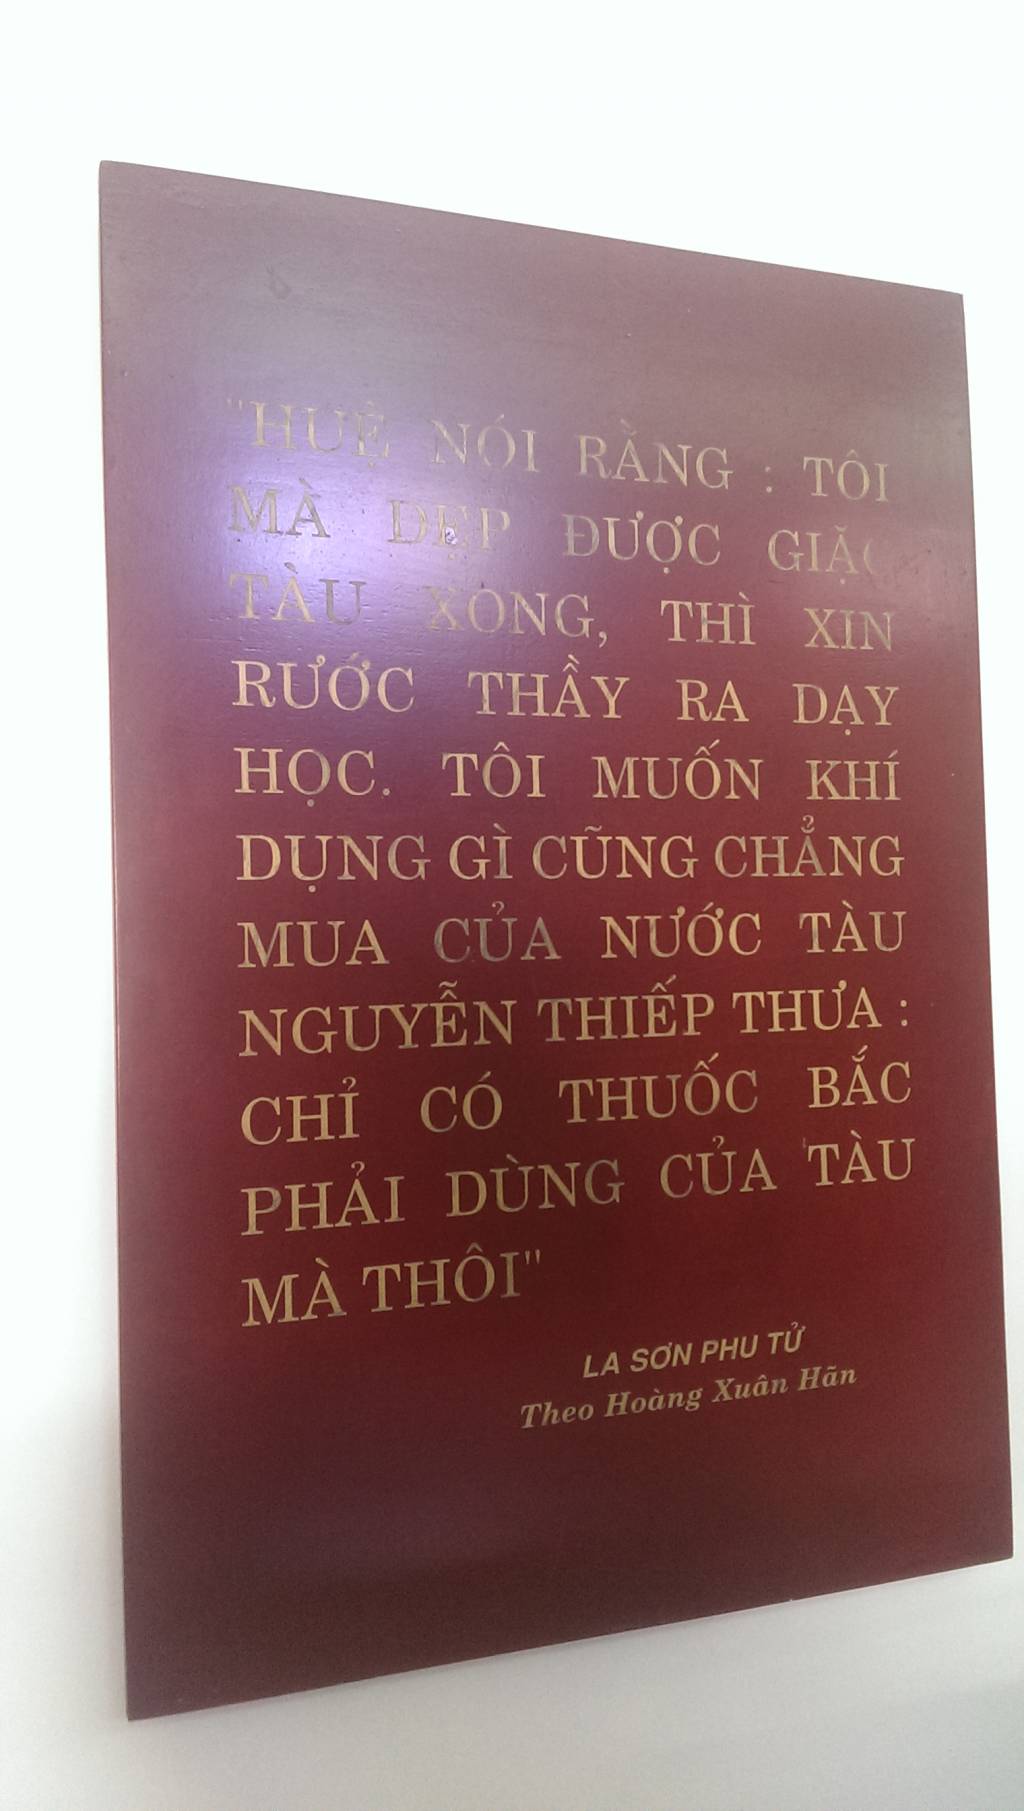 "HUỆ NÓI RẰNG : TÔI
MÀ DẸP ĐƯỢC GIẶC
TÀU XONG, THÌ XIN
RƯỚC THẦY RA DẠY
HỌC. TÔI MUỐN KHÍ
DỤNG GÌ CŨNG CHẲNG
MUA CỦA NƯỚC TÀU
NGUYỄN THIẾP THƯA :
CHỈ CÓ THUỐC BẮC
PHẢI DÙNG CỦA TÀU
MÀ THÔI"
LA SƠN PHU TỬ
Theo Hoàng Xuân Hãn